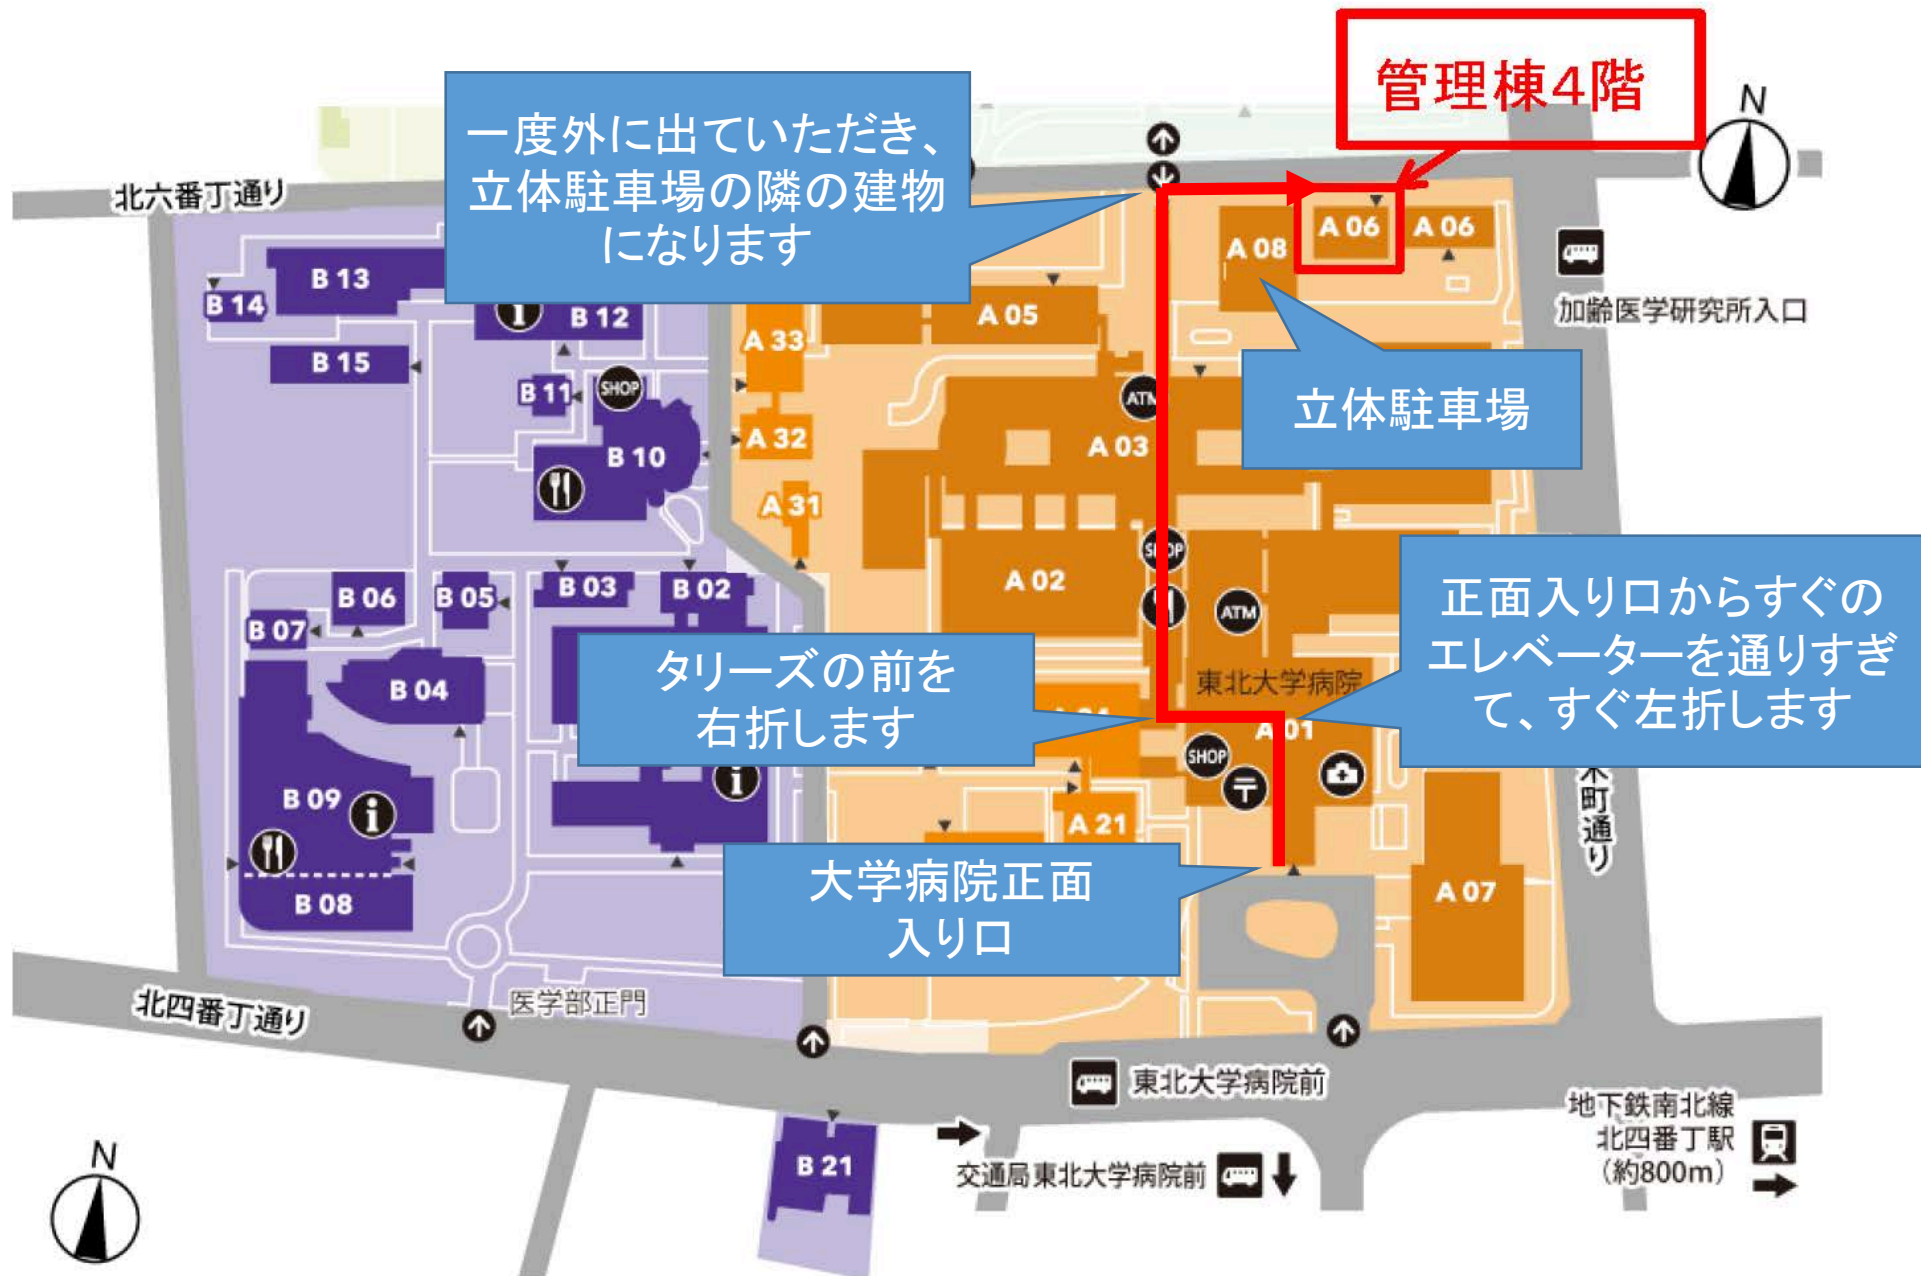 管理棟4階
N
一度外に出ていただき、
立体駐車場の隣の建物
になります
北六番丁通り
A 06
A 06
A 08
B 13
B 14
B 12
A 05
加齢医学研究所入口
A 33
B 15
立体駐車場
B 11
SHOP
ATM
A 32
A 03
B 10
A 31
SHOP
A 02
B 03
B 02
B 06
B 05
ATM
正面入り口からすぐの
エレベーターを通りすぎ
て、すぐ左折します
B 07
タリーズの前を
右折します
東北大学病院
B 04
A 01
SHOP
〒
町通り
B 09
A 21
大学病院正面
入り口
A 07
B 08
北四番丁通り
医学部正門
東北大学病院前
地下鉄南北線
北四番丁駅
（約800m）
N
B 21
交通局東北大学病院前